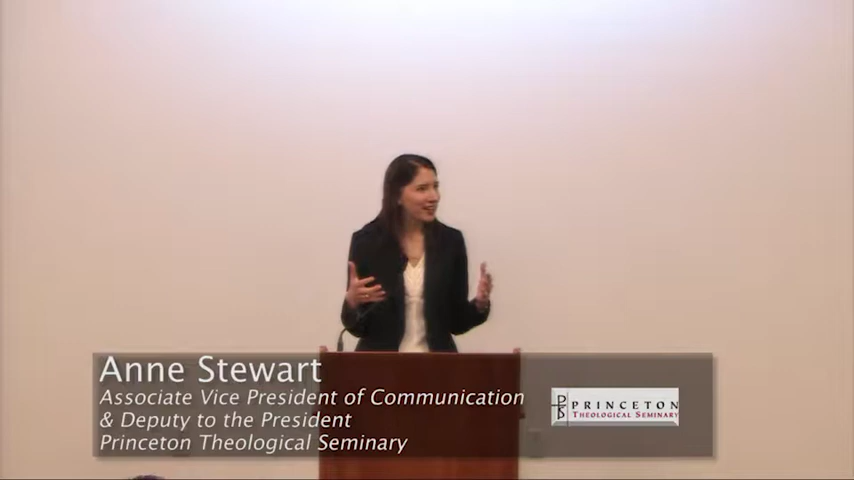 Anne Stewart
Associate Vice President of Communication
& Deputy to the President
Princeton Theological Seminary
PRINCETON
THEOLOGICAL SEMINARY